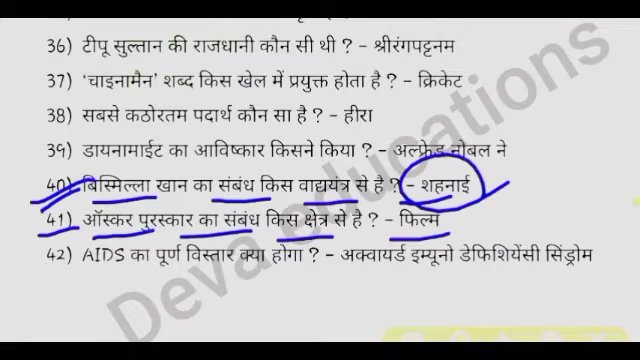 36) टीपू सुल्तान की राजधानी कौन सी थी ? - श्रीरंगपट्टनम
37) 'चाइनामैन' शब्द किस खेल में प्रयुक्त होता है ? - क्रिकेट
38) सबसे कठोरतम पदार्थ कौन सा है ? - हीरा
39) डायनामाईट का आविष्कार किसने किया ? - अल्फ्रेड नोबल ने
40) बिस्मिल्ला खान का संबंध किस वाद्ययंत्र से है ? - शहनाई
41) ऑस्कर पुरस्कार का संबंध किस क्षेत्र से है ? - फिल्म
42) AIDS का पूर्ण विस्तार क्या होगा ? - अक्वायर्ड इम्यूनो डेफिशियेंसी सिंड्रोम
Deva educations